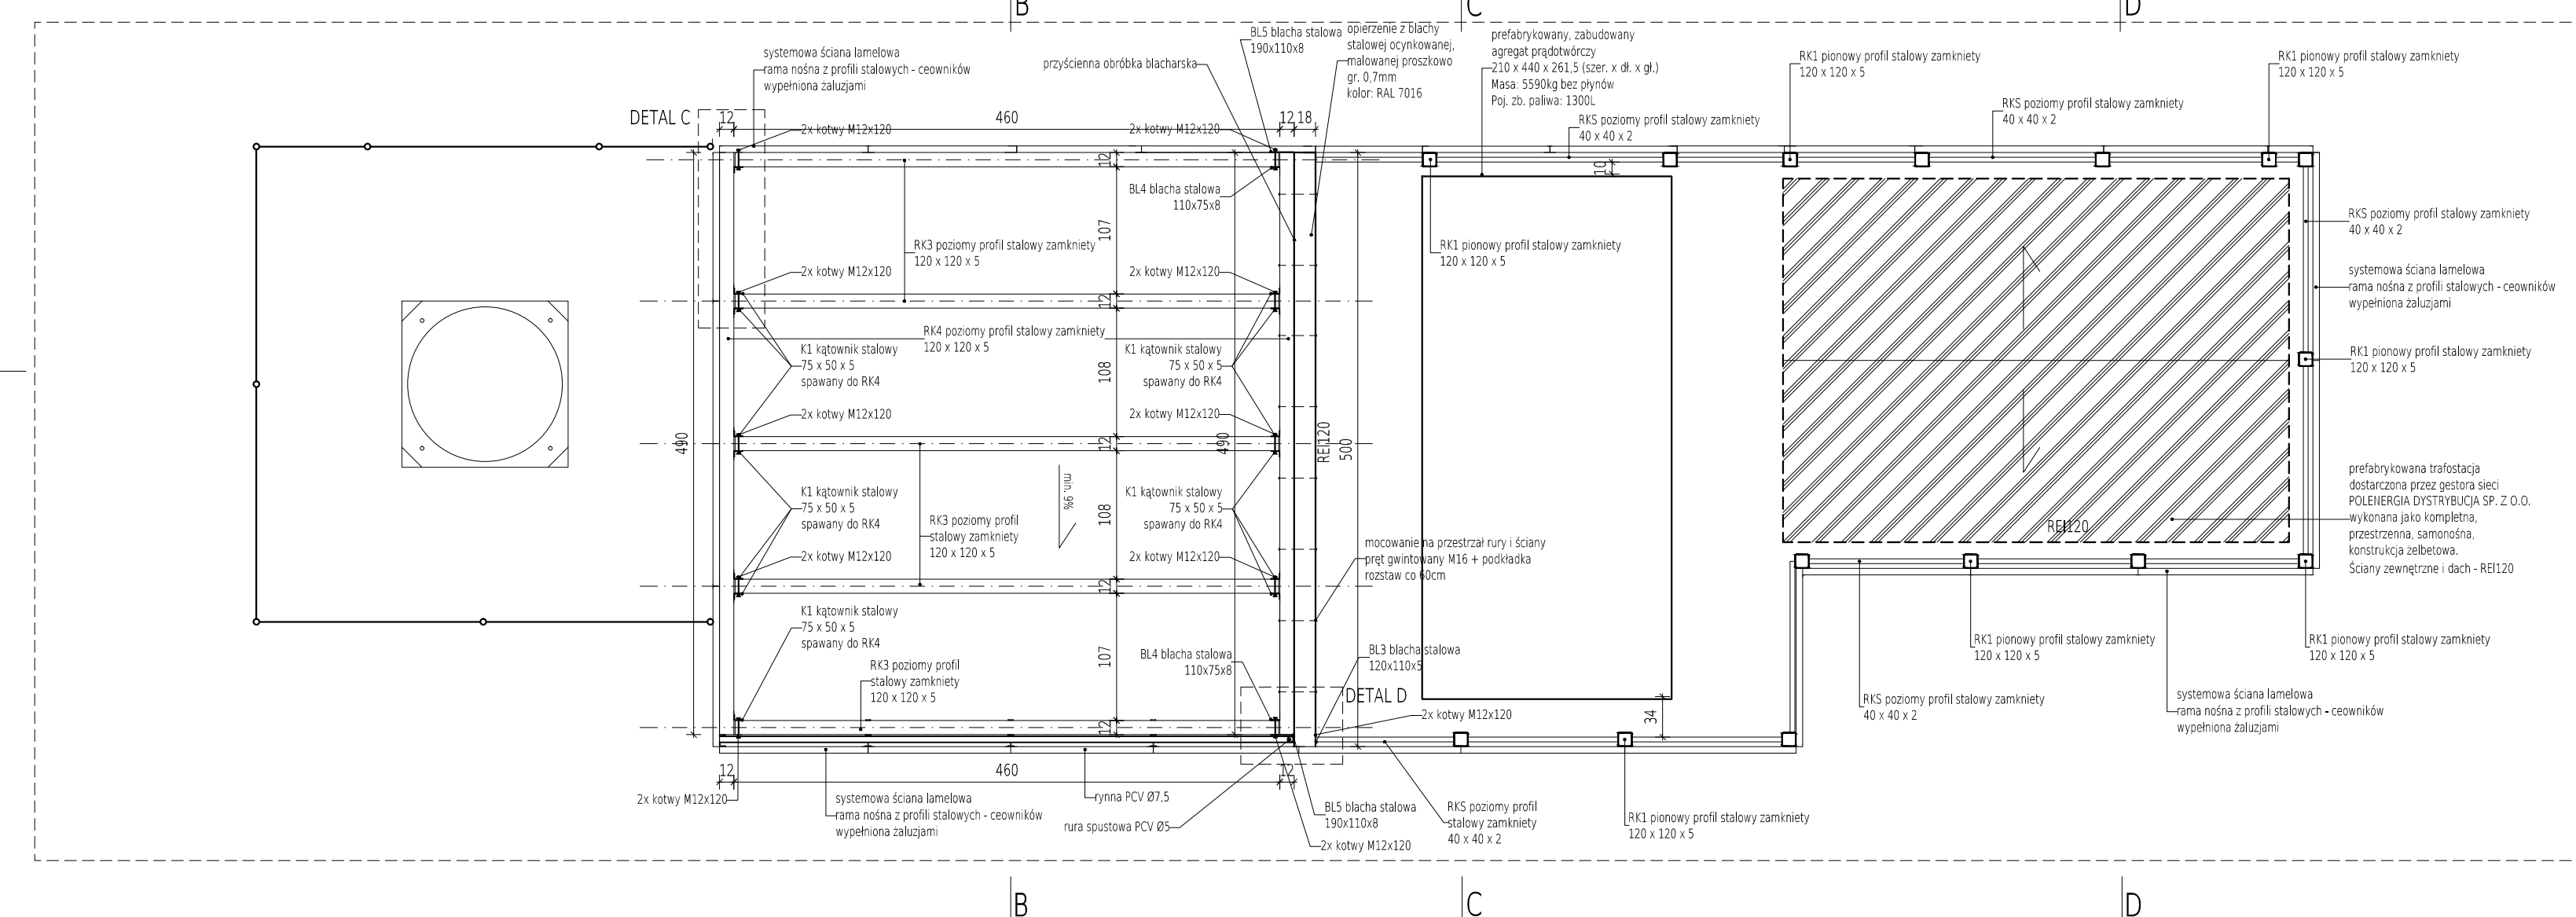 B
C
D
systemowa ściana lamelowa
rama nośna z profili stalowych - ceowników
wypełniona żaluzjami
przyścienna obróbka blacharska
BL5 blacha stalowa
190x110x8
opierzenie z blachy
stalowej ocynkowanej,
malowanej proszkowo
gr. 0,7mm
kolor: RAL 7016
prefabrykowany, zabudowany
agregat prądotwórczy
210 x 440 x 261,5 (szer. x dł. x gł.)
Masa: 5590kg bez płynów
Poj. zb. paliwa: 1300L
RKS poziomy profil stalowy zamknięty
40 x 40 x 2
RK1 pionowy profil stalowy zamknięty
120 x 120 x 5
RKS poziomy profil stalowy zamknięty
40 x 40 x 2
RK1 pionowy profil stalowy zamknięty
120 x 120 x 5
DETAL C
12
460
12
18
2x kotwy M12x120
2x kotwy M12x120
12
10
BL4 blacha stalowa
110x75x8
107
RK3 poziomy profil stalowy zamknięty
120 x 120 x 5
RK1 pionowy profil stalowy zamknięty
120 x 120 x 5
RKS poziomy profil stalowy zamknięty
40 x 40 x 2
2x kotwy M12x120
2x kotwy M12x120
12
systemowa ściana lamelowa
rama nośna z profili stalowych - ceowników
wypełniona żaluzjami
RK4 poziomy profil stalowy zamknięty
120 x 120 x 5
K1 kątownik stalowy
75 x 50 x 5
spawany do RK4
K1 kątownik stalowy
75 x 50 x 5
spawany do RK4
108
RK1 pionowy profil stalowy zamknięty
120 x 120 x 5
2x kotwy M12x120
2x kotwy M12x120
490
12
490
REI120
500
K1 kątownik stalowy
75 x 50 x 5
spawany do RK4
min. 9%
K1 kątownik stalowy
75 x 50 x 5
spawany do RK4
108
RK3 poziomy profil
stalowy zamknięty
120 x 120 x 5
prefabrykowana trafostacja
dostarczona przez gestora sieci
POLENERGIA DYSTRYBUCJA SP. Z O.O.
wykonana jako kompletna,
przestrzenna, samonośna,
konstrukcja żelbetowa.
Ściany zewnętrzne i dach - REI120
REI120
mocowanie na przestrzał rury i ściany
pręt gwintowany M16 + podkładka
rozstaw co 60cm
2x kotwy M12x120
2x kotwy M12x120
12
K1 kątownik stalowy
75 x 50 x 5
spawany do RK4
107
BL4 blacha stalowa
110x75x8
BL3 blacha stalowa
120x110x5
RK3 poziomy profil
stalowy zamknięty
120 x 120 x 5
RK1 pionowy profil stalowy zamknięty
120 x 120 x 5
RK1 pionowy profil stalowy zamknięty
120 x 120 x 5
DETAL D
2x kotwy M12x120
34
12
RKS poziomy profil stalowy zamknięty
40 x 40 x 2
systemowa ściana lamelowa
rama nośna z profili stalowych - ceowników
wypełniona żaluzjami
12
460
12
2x kotwy M12x120
systemowa ściana lamelowa
rama nośna z profili stalowych - ceowników
wypełniona żaluzjami
rynna PCV Ø7,5
rura spustowa PCV Ø5
BL5 blacha stalowa
190x110x8
2x kotwy M12x120
RKS poziomy profil
stalowy zamknięty
40 x 40 x 2
RK1 pionowy profil stalowy zamknięty
120 x 120 x 5
B
C
D